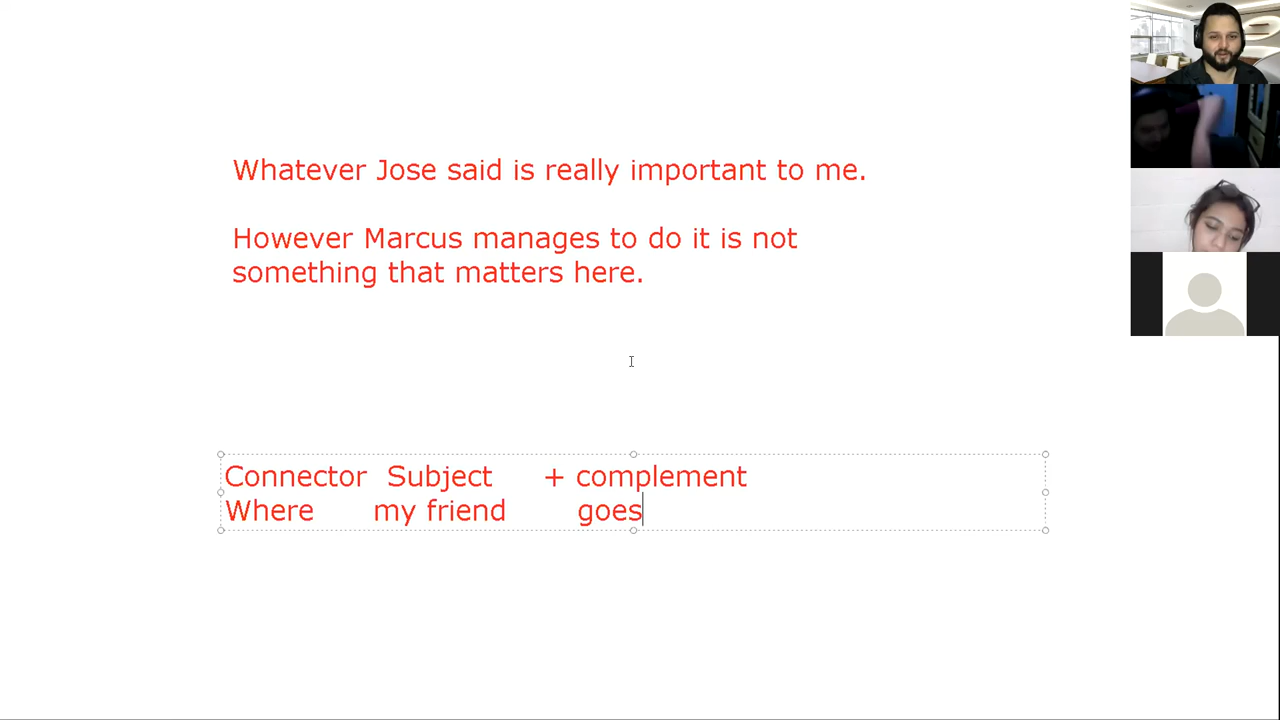 Whatever Jose said is really important to me.
However Marcus manages to do it is not
something that matters here.
Connector Subject + complement
Where my friend goes